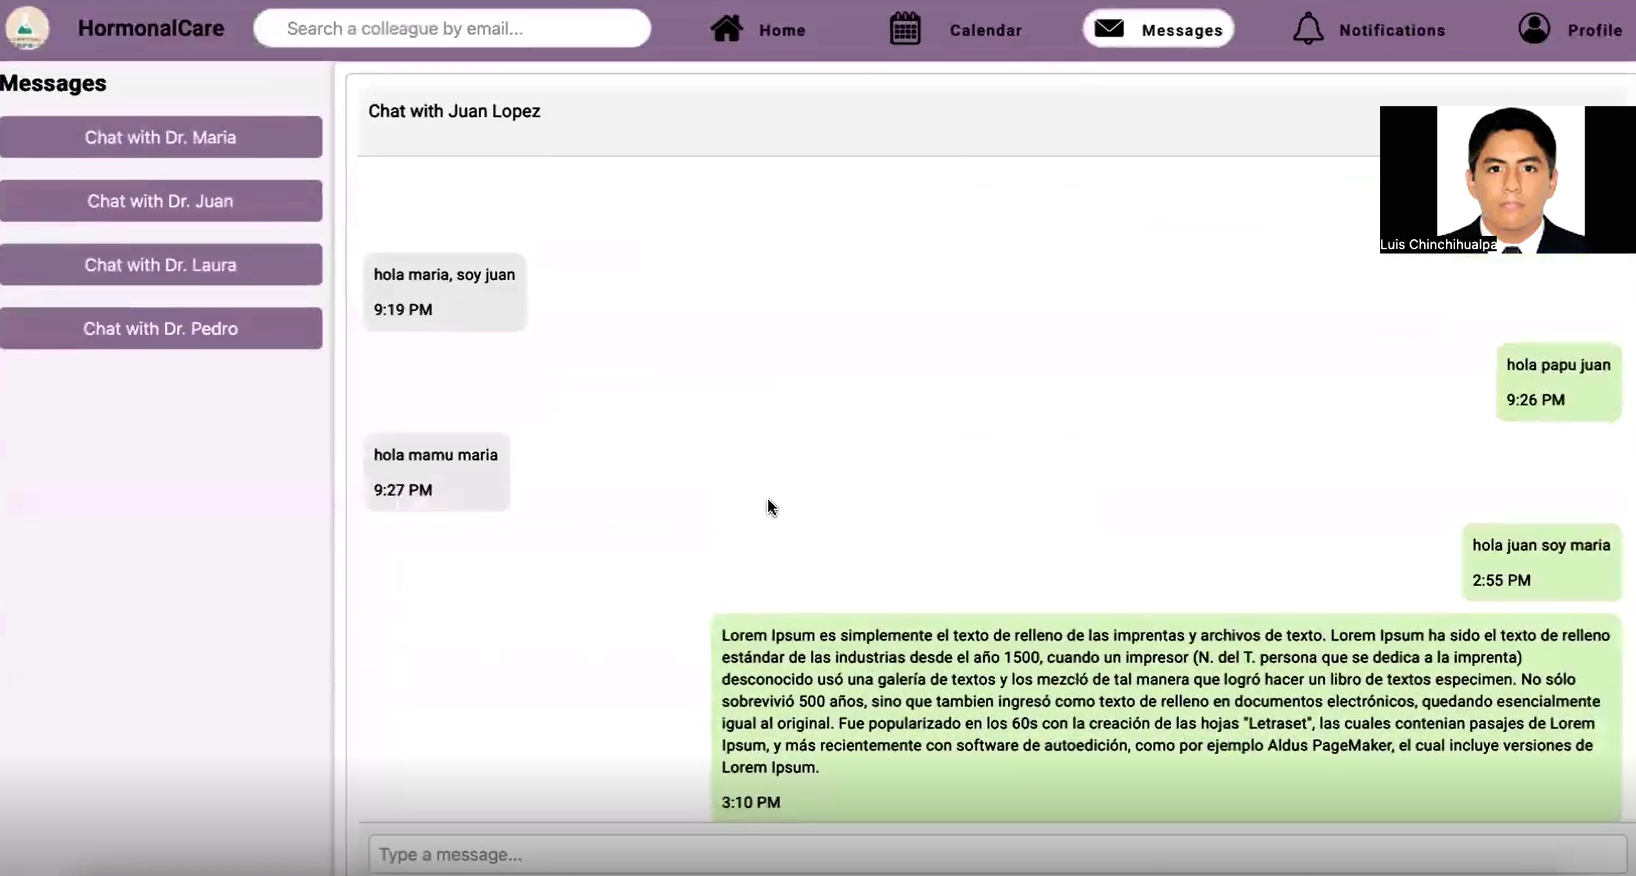 HormonalCare
Search a colleague by email...
Home
Calendar
Messages
Notifications
Profile
Messages
Chat with Dr. Maria
Chat with Dr. Juan
Chat with Dr. Laura
Chat with Dr. Pedro
Chat with Juan Lopez
Luis Chinchihualpa
hola maria, soy juan
9:19 PM
hola papu juan
9:26 PM
hola mamu maria
9:27 PM
hola juan soy maria
2:55 PM
Lorem Ipsum es simplemente el texto de relleno de las imprentas y archivos de texto. Lorem Ipsum ha sido el texto de relleno
estándar de las industrias desde el año 1500, cuando un impresor (N. del T. persona que se dedica a la imprenta)
desconocido usó una galería de textos y los mezcló de tal manera que logró hacer un libro de textos especimen. No sólo
sobrevivió 500 años, sino que tambien ingresó como texto de relleno en documentos electrónicos, quedando esencialmente
igual al original. Fue popularizado en los 60s con la creación de las hojas "Letraset", las cuales contenian pasajes de Lorem
Ipsum, y más recientemente con software de autoedición, como por ejemplo Aldus PageMaker, el cual incluye versiones de
Lorem Ipsum.
3:10 PM
Type a message...